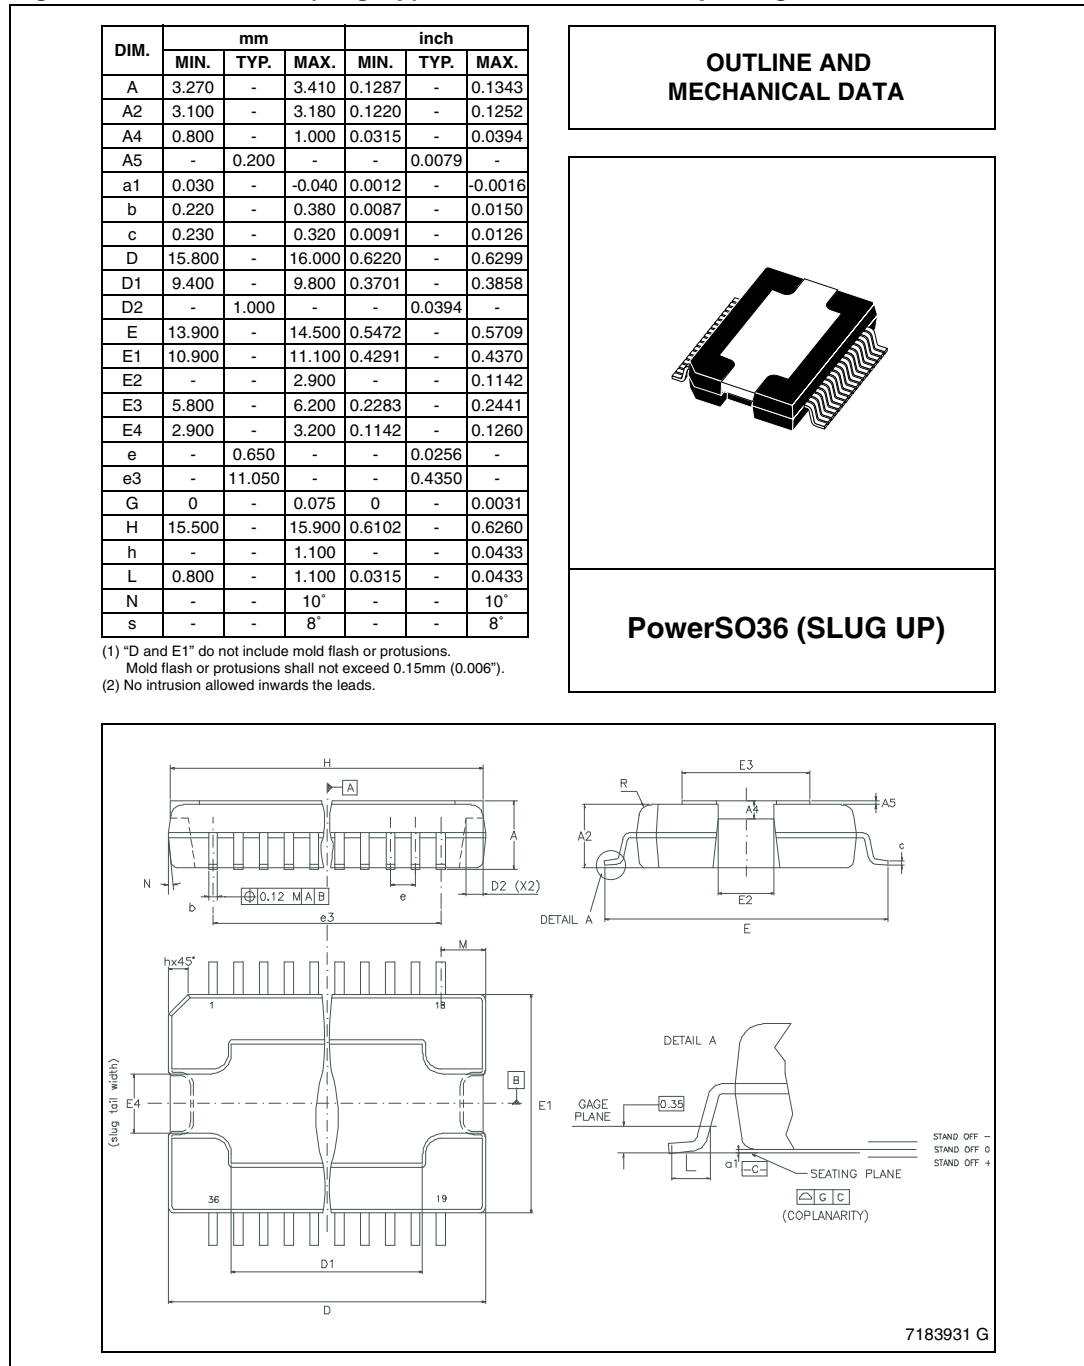 DIM. mm inch
MIN. TYP. MAX. MIN. TYP. MAX.
A 3.270 - 3.410 0.1287 - 0.1343
A2 3.100 - 3.180 0.1220 - 0.1252
A4 0.800 - 1.000 0.0315 - 0.0394
A5 - 0.200 - - 0.0079 -
a1 0.030 - -0.040 0.0012 - -0.0016
b 0.220 - 0.380 0.0087 - 0.0150
c 0.230 - 0.320 0.0091 - 0.0126
D 15.800 - 16.000 0.6220 - 0.6299
D1 9.400 - 9.800 0.3701 - 0.3858
D2 - 1.000 - - 0.0394 -
E 13.900 - 14.500 0.5472 - 0.5709
E1 10.900 - 11.100 0.4291 - 0.4370
E2 - - 2.900 - - 0.1142
E3 5.800 - 6.200 0.2283 - 0.2441
E4 2.900 - 3.200 0.1142 - 0.1260
e - 0.650 - - 0.0256 -
e3 - 11.050 - - 0.4350 -
G 0 - 0.075 0 - 0.0031
H 15.500 - 15.900 0.6102 - 0.6260
h - - 1.100 - - 0.0433
L 0.800 - 1.100 0.0315 - 0.0433
N - - 10˚ - - 10˚
s - - 8˚ - - 8˚
(1) “D and E1” do not include mold flash or protusions.
Mold flash or protusions shall not exceed 0.15mm (0.006”).
(2) No intrusion allowed inwards the leads.
OUTLINE AND
MECHANICAL DATA
PowerSO36 (SLUG UP)
H
A
A
N
b
0.12 M A B
e
D2 (X2)
e3
E3
R
A4
A5
A2
c
E2
DETAIL A
E
M
hx45°
1
18
B
E4
(slug tail width)
E1
36
19
D1
D
DETAIL A
GAGE
PLANE
0.35
L
a1
-C-
SEATING PLANE
G C
(COPLANARITY)
STAND OFF -
STAND OFF 0
STAND OFF +
7183931 G